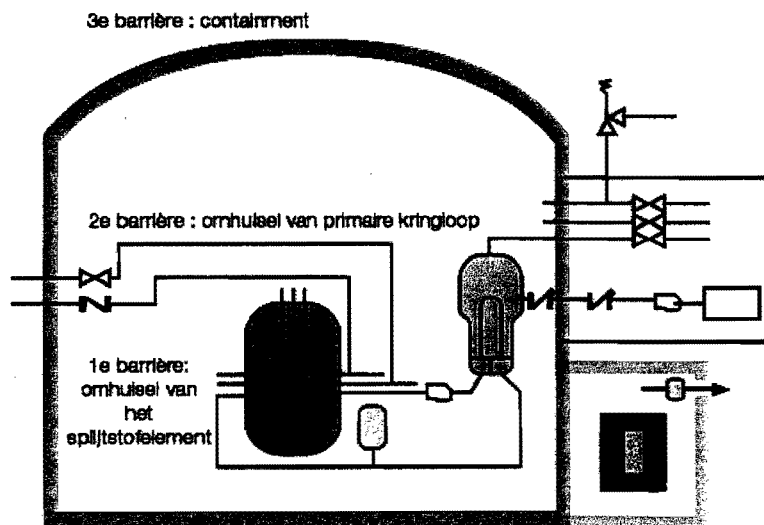 3e barrière : containment
2e barrière : omhulsel van primaire kringloop
1e barrière:
omhulsel van
het
splijtstofelement